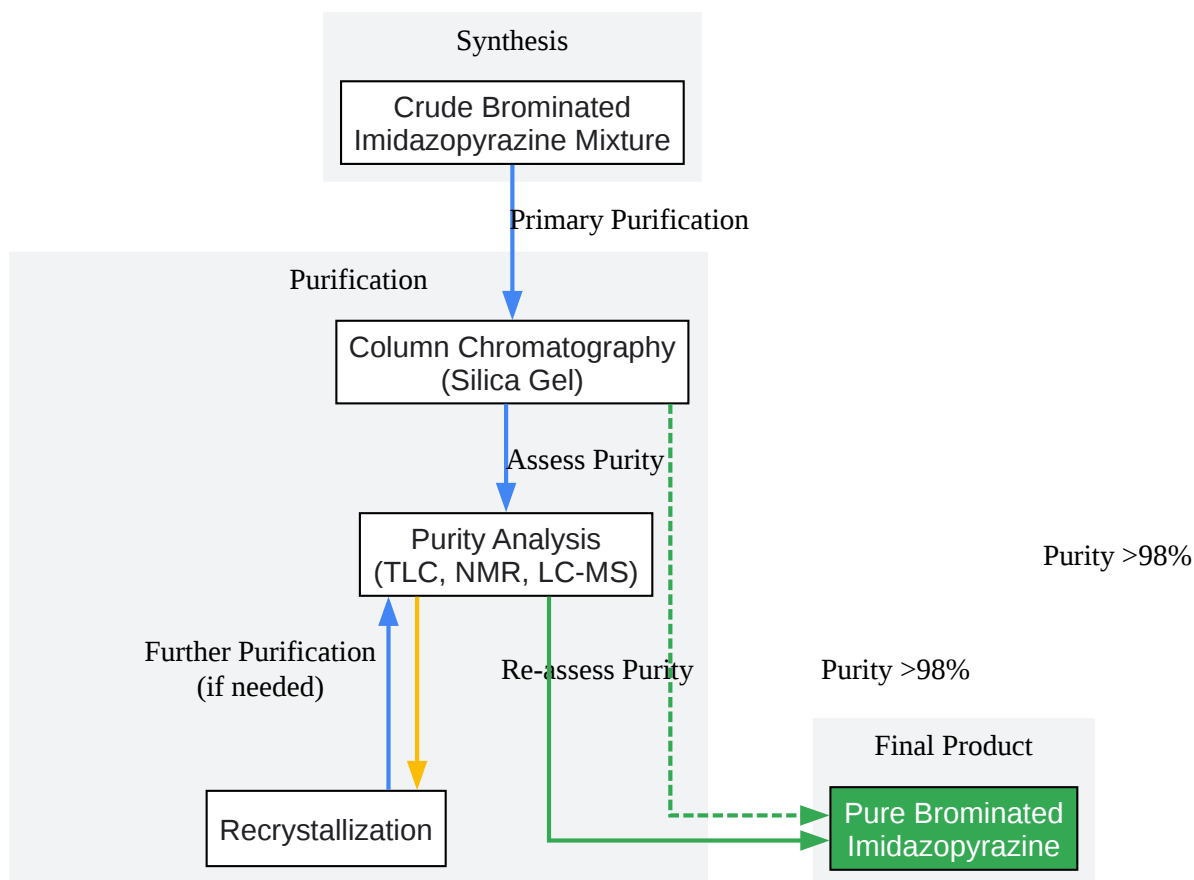 Synthesis
Crude Brominated
Imidazopyrazine Mixture
Primary Purification
Purification
Column Chromatography
(Silica Gel)
Assess Purity
Purity Analysis
(TLC, NMR, LC-MS)
Purity >98%
Further Purification
(if needed)
Re-assess Purity
Purity >98%
Final Product
Recrystallization
Pure Brominated
Imidazopyrazine